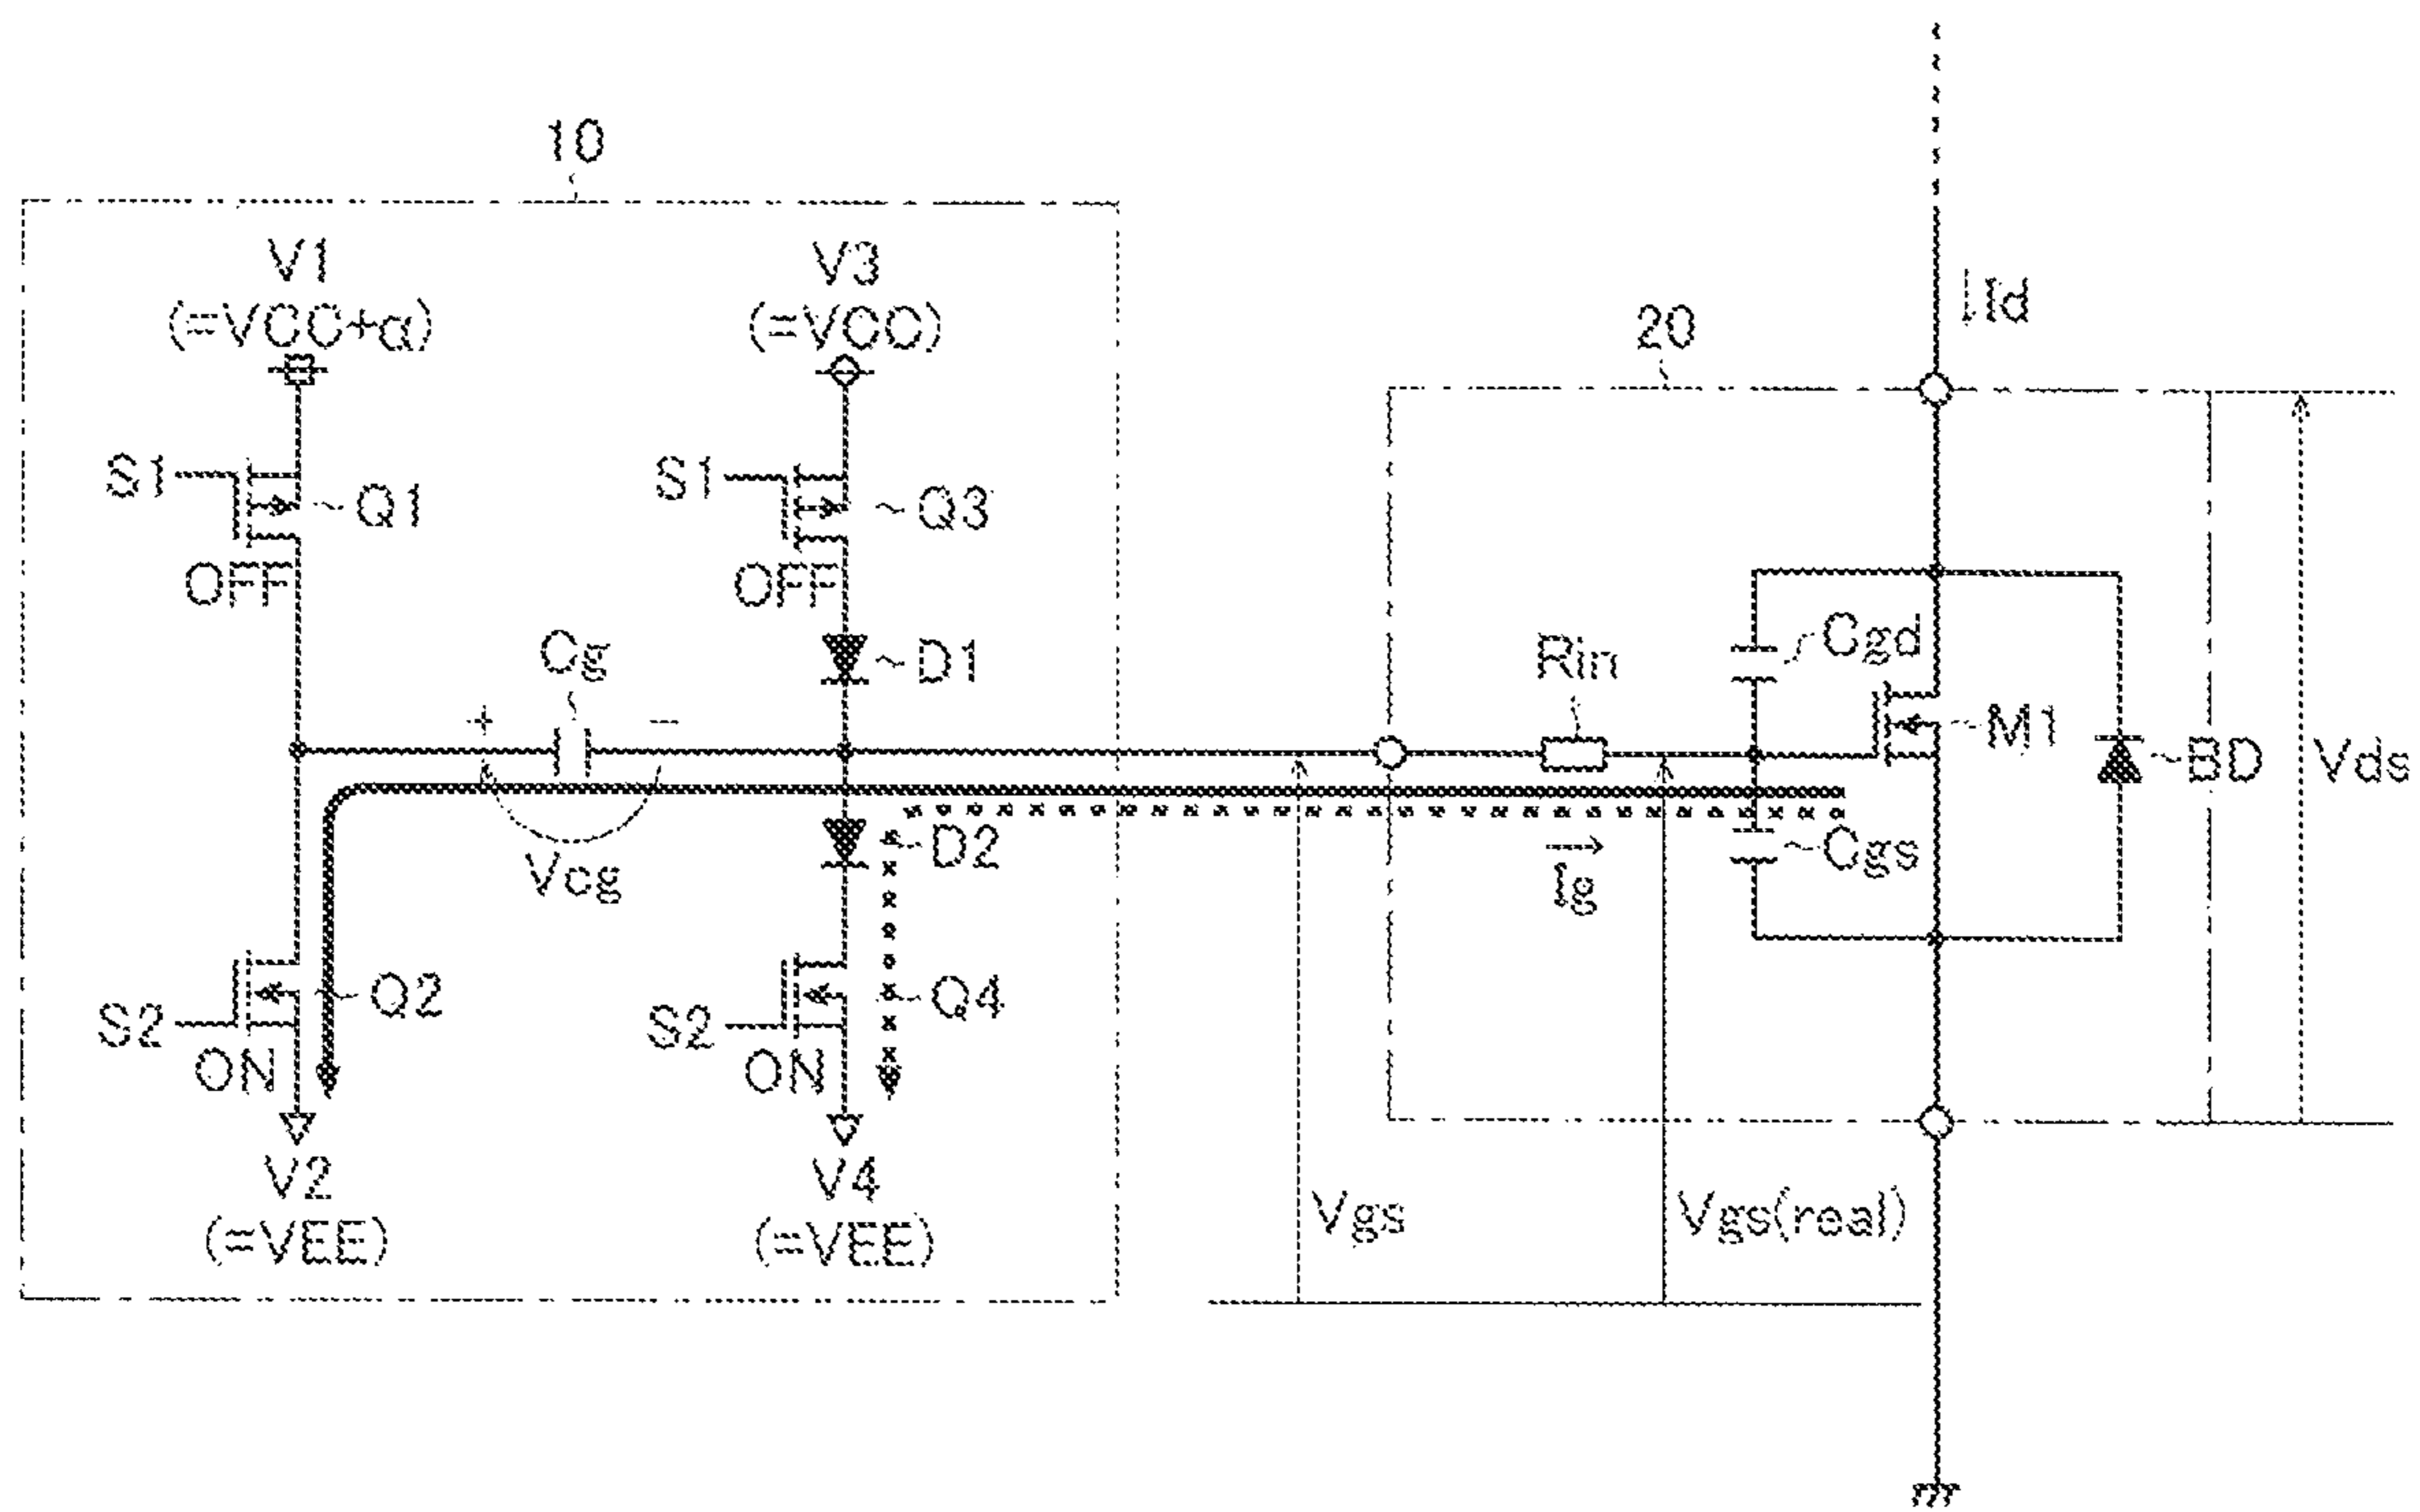 10
V1
(=VCC+α)
V3
(=VCC)
20
↓Id
S1
Q1
OFF
S1
Q3
OFF
D1
Cg
+
−
Vcg
D2
Rin
Cgd
M1
BD
Vds
Cgs
→
Ig
S2
Q2
ON
S2
Q4
ON
V2
(=VEE)
V4
(=VEE)
Vgs
Vgs(real)